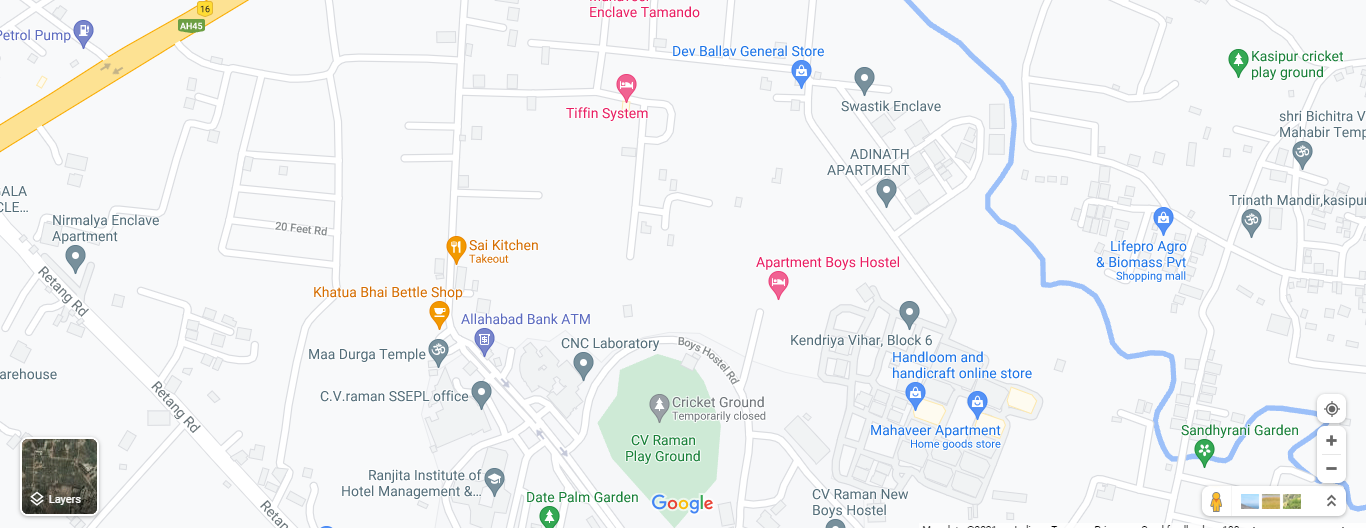 16
AH45
Petrol Pump
Enclave Tamando
Dev Ballav General Store
Kasipur cricket
play ground
Tiffin System
Swastik Enclave
shri Bichitra V
Mahabir Temp
ADINATH
APARTMENT
GALA
CLE...
Nirmalya Enclave
Apartment
20 Feet Rd
Trinath Mandir,kasipur
Sai Kitchen
Takeout
Lifepro Agro
& Biomass Pvt
Shopping mall
Retang Rd
Apartment Boys Hostel
Khatua Bhai Bettle Shop
Allahabad Bank ATM
Maa Durga Temple
CNC Laboratory
Boys Hostel Rd
Kendriya Vihar, Block 6
Handloom and
handicraft online store
arehouse
Retang Rd
C.V.raman SSEPL office
Cricket Ground
Temporarily closed
Mahaveer Apartment
Home goods store
CV Raman
Play Ground
Sandhyrani Garden
Ranjita Institute of
Hotel Management &...
Layers
Date Palm Garden
Google
CV Raman New
Boys Hostel
Retang